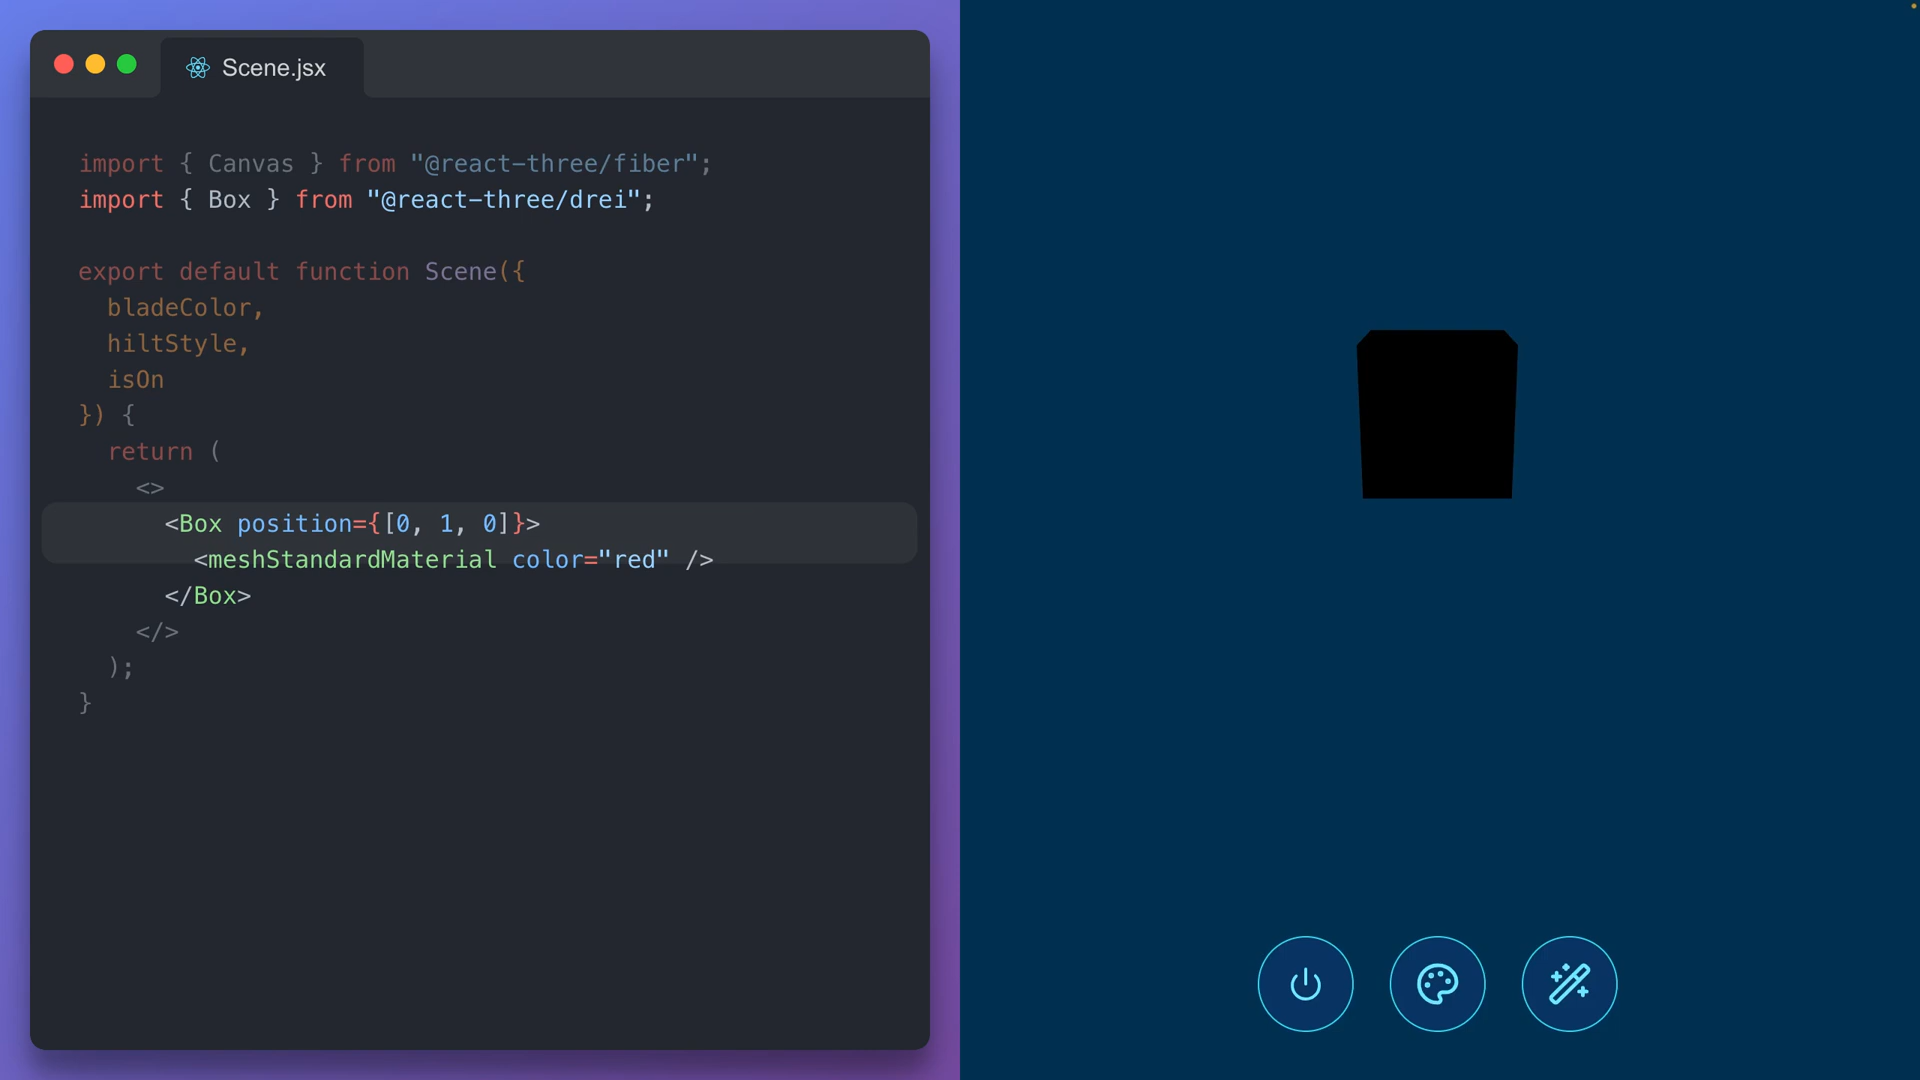 Scene.jsx
import { Canvas } from "@react-three/fiber";
import { Box } from "@react-three/drei";
export default function Scene({
  bladeColor,
  hiltStyle,
  isOn
}) {
  return (
    <>
      <Box position={[0, 1, 0]}>
        <meshStandardMaterial color="red" />
      </Box>
    </>
  );
}